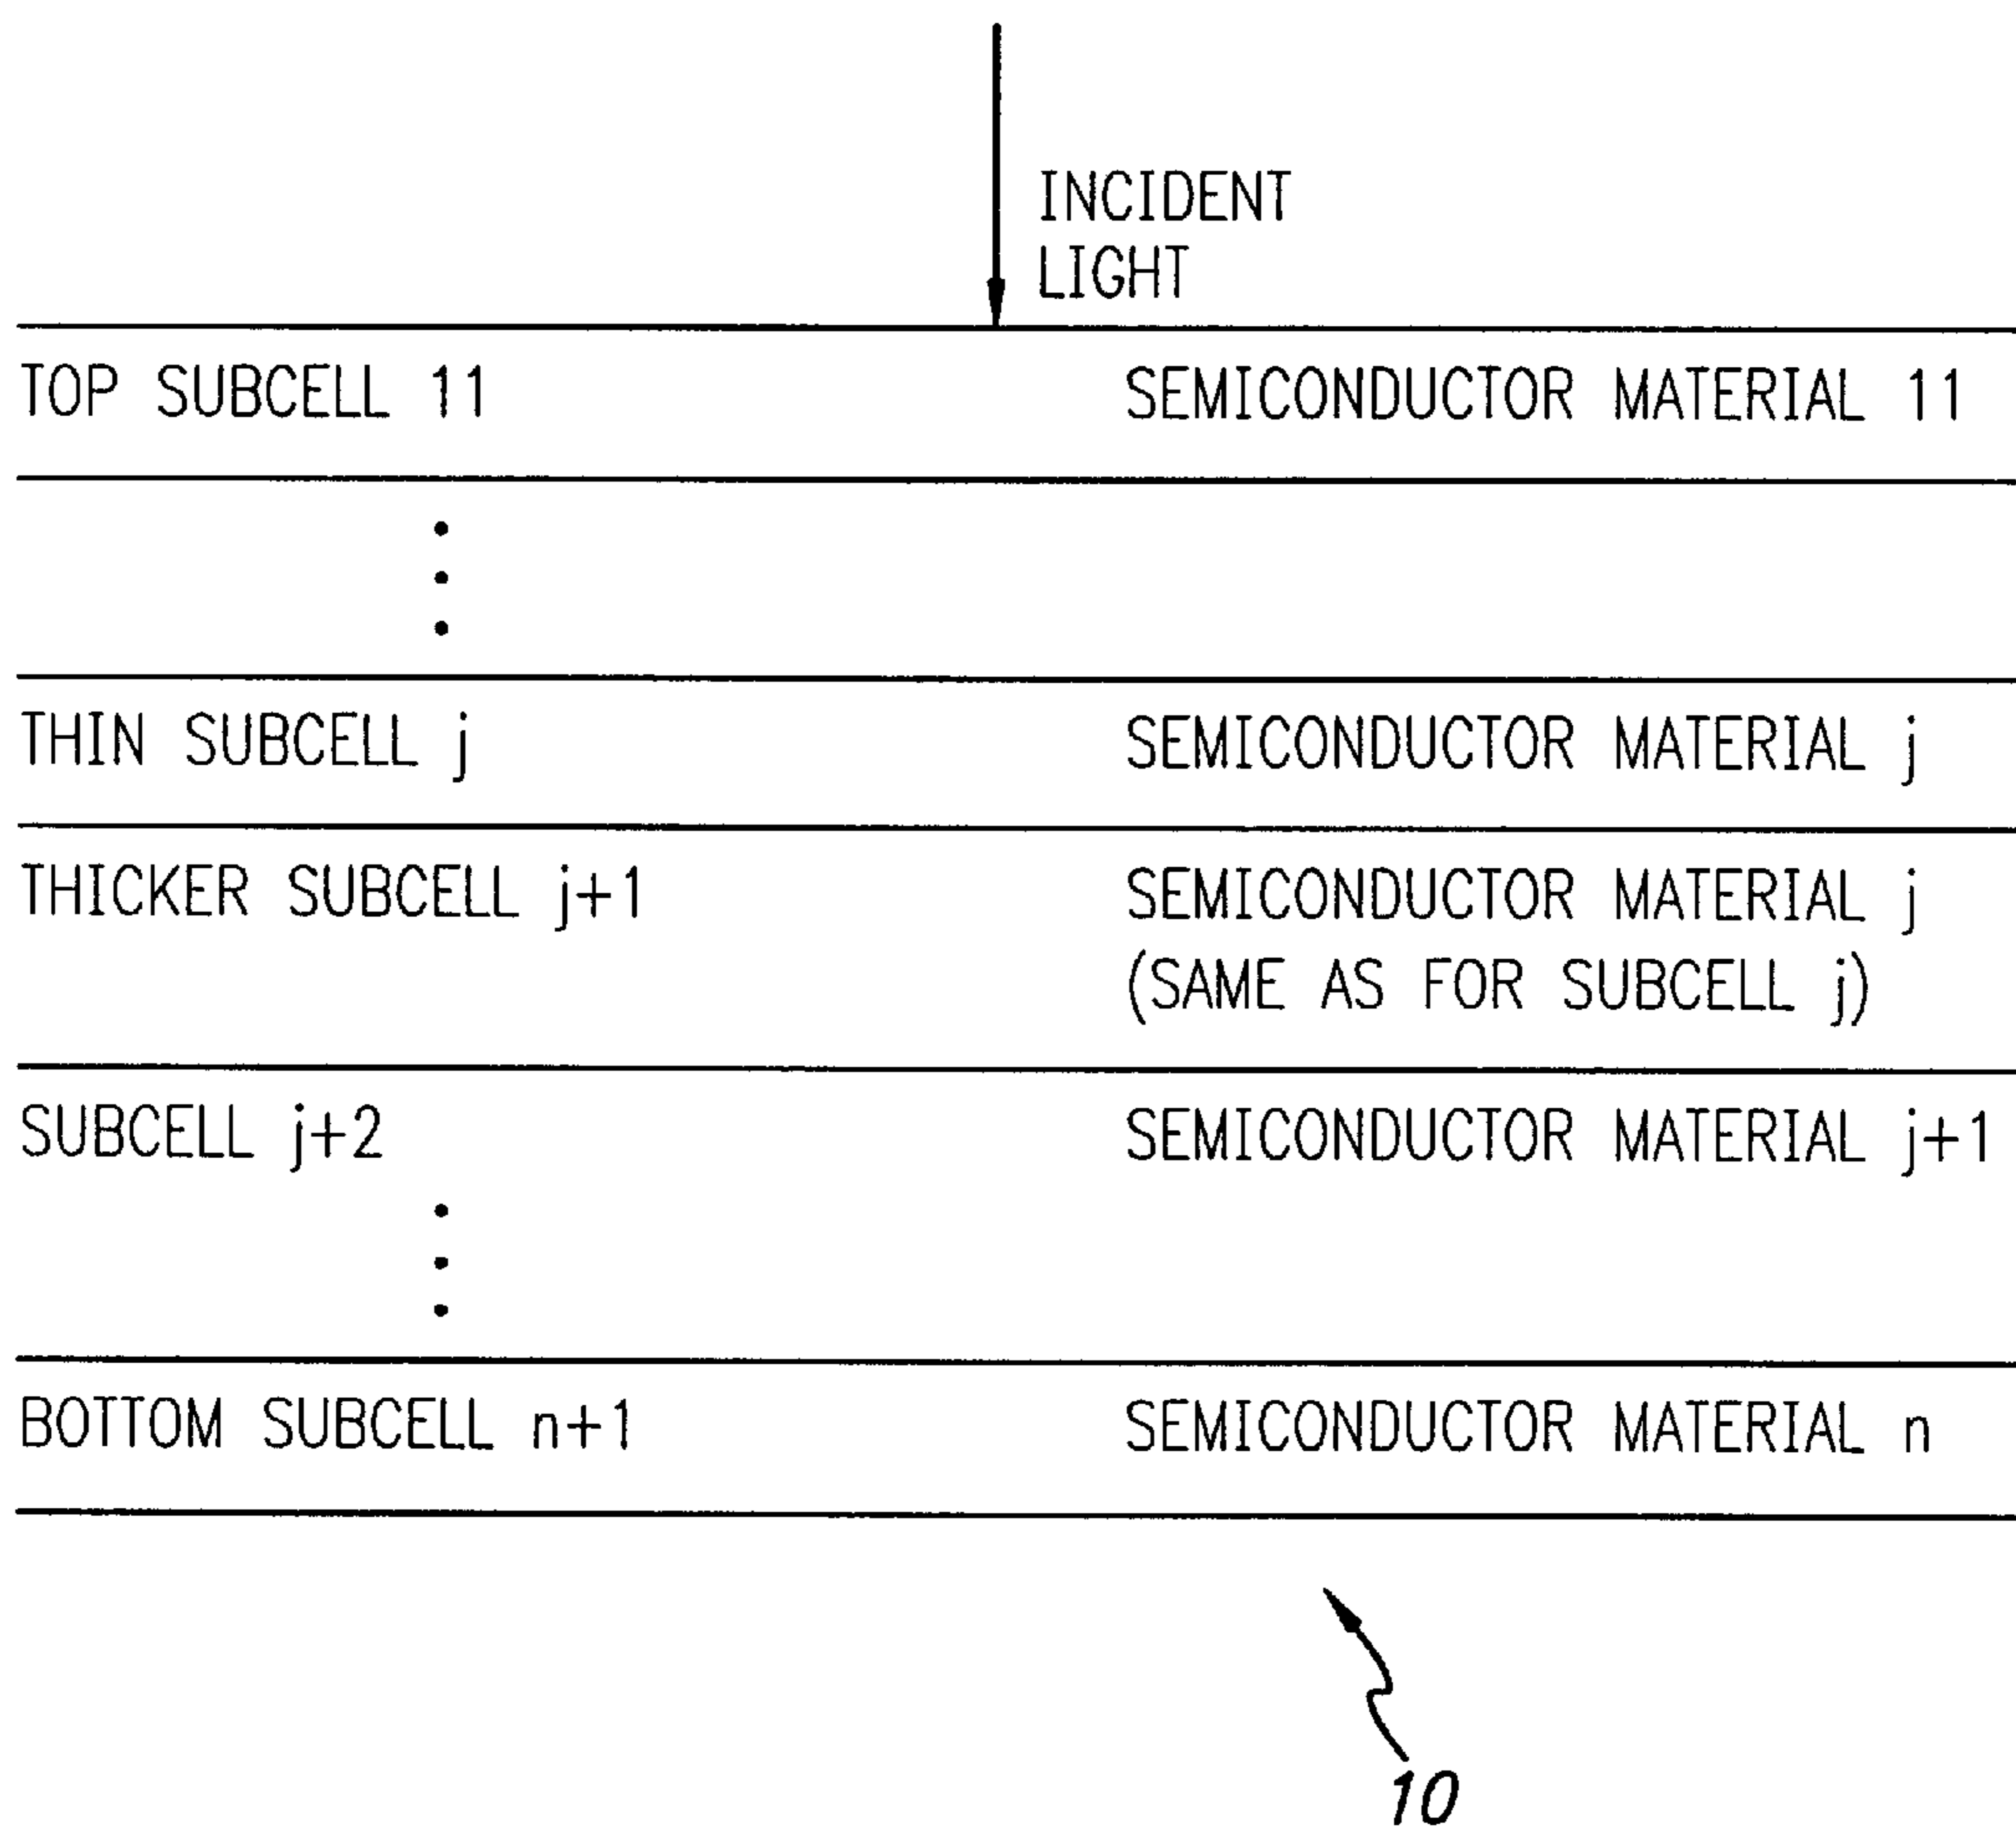 INCIDENT
LIGHT
TOP SUBCELL 11 SEMICONDUCTOR MATERIAL 11
THIN SUBCELL j SEMICONDUCTOR MATERIAL j
THICKER SUBCELL j+1 SEMICONDUCTOR MATERIAL j
(SAME AS FOR SUBCELL j)
SUBCELL j+2 SEMICONDUCTOR MATERIAL j+1
BOTTOM SUBCELL n+1 SEMICONDUCTOR MATERIAL n
10